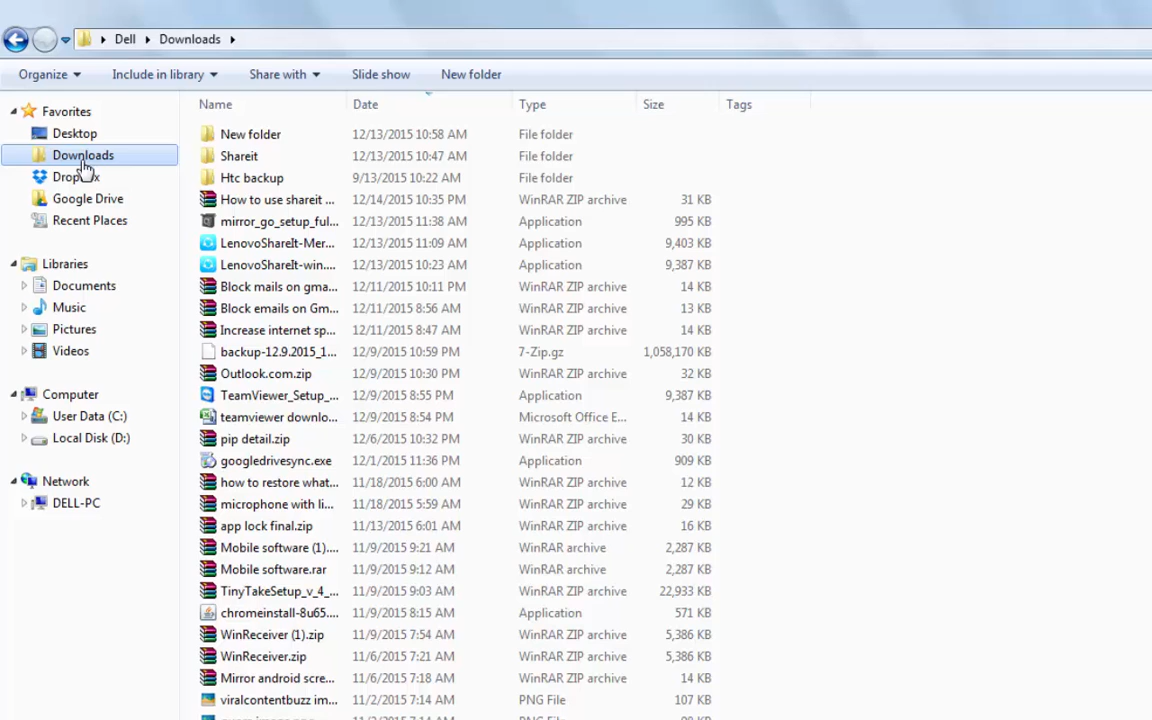 Dell Downloads
Organize Include in library Share with Slide show New folder
Favorites
Desktop
Downloads
Google Drive
Recent Places
Libraries
Documents
Music
Pictures
Videos
Computer
User Data (C:)
Local Disk (D:)
Network
DELL-PC
Name Date Type Size Tags
New folder 12/13/2015 10:58 AM File folder
Shareit 12/13/2015 10:47 AM File folder
Htc backup 9/13/2015 10:22 AM File folder
How to use shareit ... 12/14/2015 10:35 PM WinRAR ZIP archive 31 KB
mirror_go_setup_ful... 12/13/2015 11:38 AM Application 995 KB
LenovoShareIt-Mer... 12/13/2015 11:09 AM Application 9,403 KB
LenovoShareIt-win.... 12/13/2015 10:23 AM Application 9,387 KB
Block mails on gma... 12/11/2015 10:11 PM WinRAR ZIP archive 14 KB
Block emails on Gm... 12/11/2015 8:56 AM WinRAR ZIP archive 13 KB
Increase internet sp... 12/11/2015 8:47 AM WinRAR ZIP archive 14 KB
backup-12.9.2015_1... 12/9/2015 10:59 PM 7-Zip.gz 1,058,170 KB
Outlook.com.zip 12/9/2015 10:30 PM WinRAR ZIP archive 32 KB
TeamViewer_Setup_... 12/9/2015 8:55 PM Application 9,387 KB
teamviewer downlo... 12/9/2015 8:54 PM Microsoft Office E... 14 KB
pip detail.zip 12/6/2015 10:32 PM WinRAR ZIP archive 30 KB
googledrivesync.exe 12/1/2015 11:36 PM Application 909 KB
how to restore what... 11/18/2015 6:00 AM WinRAR ZIP archive 12 KB
microphone with li... 11/18/2015 5:59 AM WinRAR ZIP archive 29 KB
app lock final.zip 11/13/2015 6:01 AM WinRAR ZIP archive 16 KB
Mobile software (1).... 11/9/2015 9:21 AM WinRAR archive 2,287 KB
Mobile software.rar 11/9/2015 9:12 AM WinRAR archive 2,287 KB
TinyTakeSetup_v_4_... 11/9/2015 9:03 AM WinRAR ZIP archive 22,933 KB
chromeinstall-8u65.... 11/9/2015 8:15 AM Application 571 KB
WinReceiver (1).zip 11/9/2015 7:54 AM WinRAR ZIP archive 5,386 KB
WinReceiver.zip 11/6/2015 7:21 AM WinRAR ZIP archive 5,386 KB
Mirror android scre... 11/6/2015 7:18 AM WinRAR ZIP archive 14 KB
viralcontentbuzz im... 11/2/2015 7:14 AM PNG File 107 KB